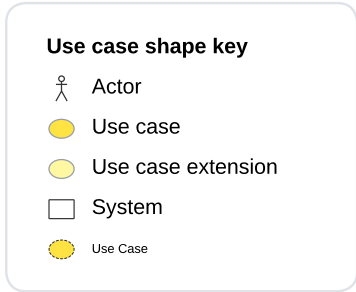 Use case shape key
Actor
Use case
Use case extension
System
Use Case